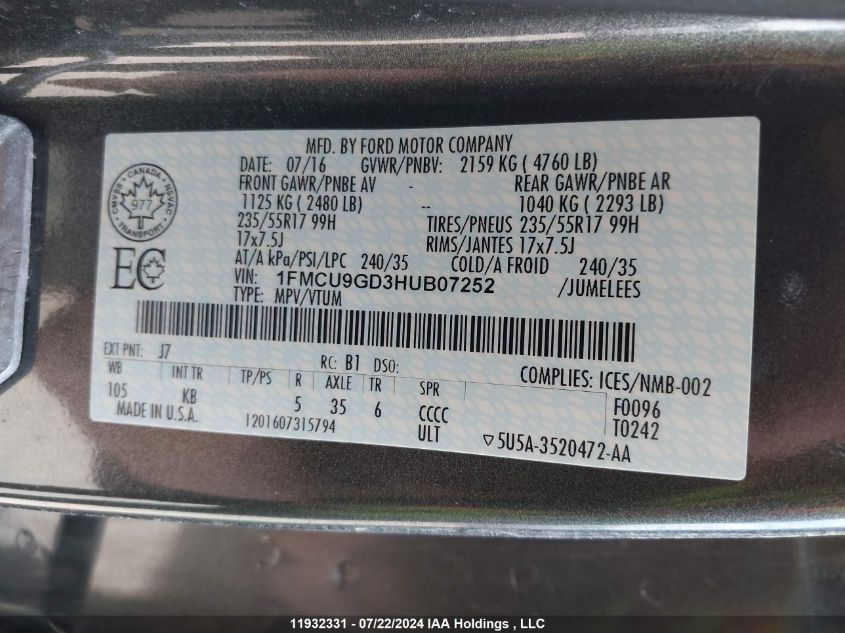 MFD. BY FORD MOTOR COMPANY
DATE: 07/16 GVWR/PNBV: 2159 KG ( 4760 LB)
FRONT GAWR/PNBE AV - REAR GAWR/PNBE AR
1125 KG ( 2480 LB) -- 1040 KG ( 2293 LB)
235/55R17 99H TIRES/PNEUS 235/55R17 99H
17x7.5J RIMS/JANTES 17x7.5J
AT/A kPa/PSI/LPC 240/35 COLD/A FROID 240/35
VIN: 1FMCU9GD3HUB07252 /JUMELEES
TYPE: MPV/VTUM
CANADA
NSVAC
TRANSPORT
977
EC
EXT PNT: J7 RC: B1 DSO: COMPLIES: ICES/NMB-002
WB INT TR TP/PS R AXLE TR SPR F0096
105 KB 5 35 6 CCCC T0242
MADE IN U.S.A. 1201607315794 ULT ▽5U5A-3520472-AA
11932331 - 07/22/2024 IAA Holdings , LLC